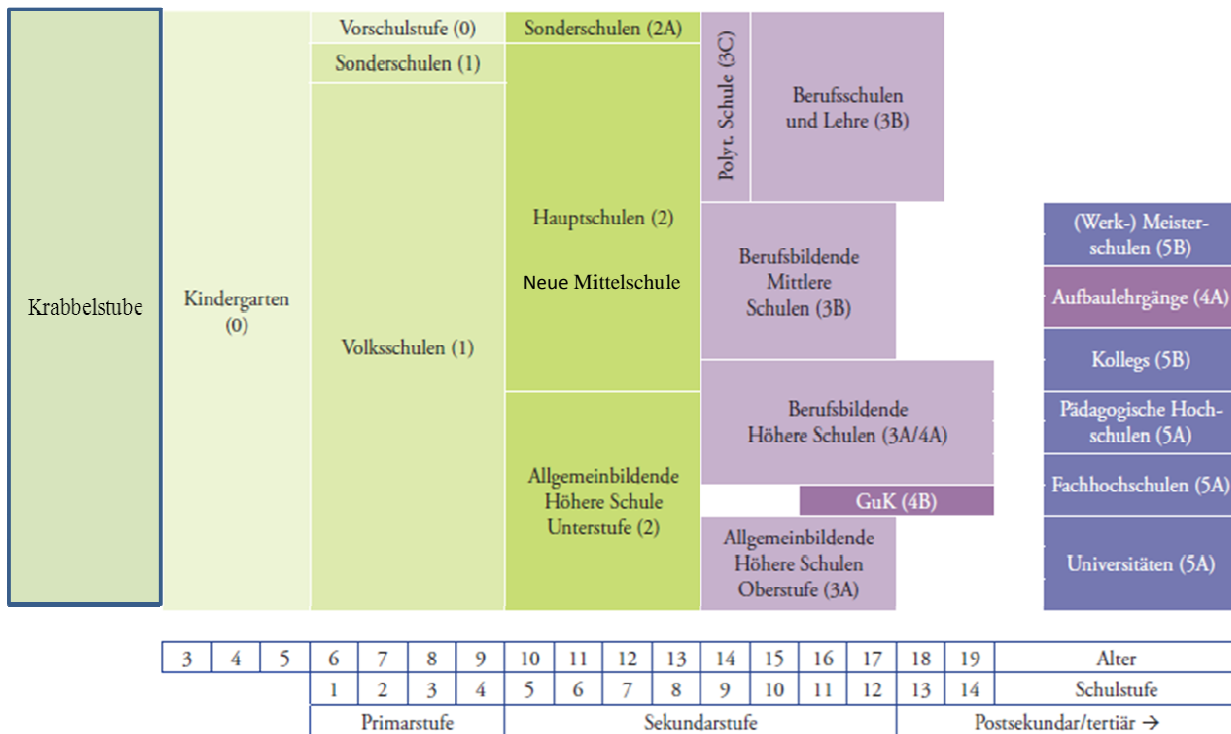 Krabbelstube
Kindergarten
(0)
Vorschulstufe (0)
Sonderschulen (1)
Volksschulen (1)
Sonderschulen (2A)
Hauptschulen (2)
Neue Mittelschule
Allgemeinbildende
Höhere Schule
Unterstufe (2)
Polyt. Schule (3C)
Berufsschulen
und Lehre (3B)
Berufsbildende
Mittlere
Schulen (3B)
Berufsbildende
Höhere Schulen (3A/4A)
GuK (4B)
Allgemeinbildende
Höhere Schulen
Oberstufe (3A)
(Werk-) Meister-
schulen (5B)
Aufbaulehrgänge (4A)
Kollegs (5B)
Pädagogische Hoch-
schulen (5A)
Fachhochschulen (5A)
Universitäten (5A)
3 4 5 6 7 8 9 10 11 12 13 14 15 16 17 18 19 Alter
1 2 3 4 5 6 7 8 9 10 11 12 13 14 Schulstufe
Primarstufe Sekundarstufe Postsekundar/tertiär →